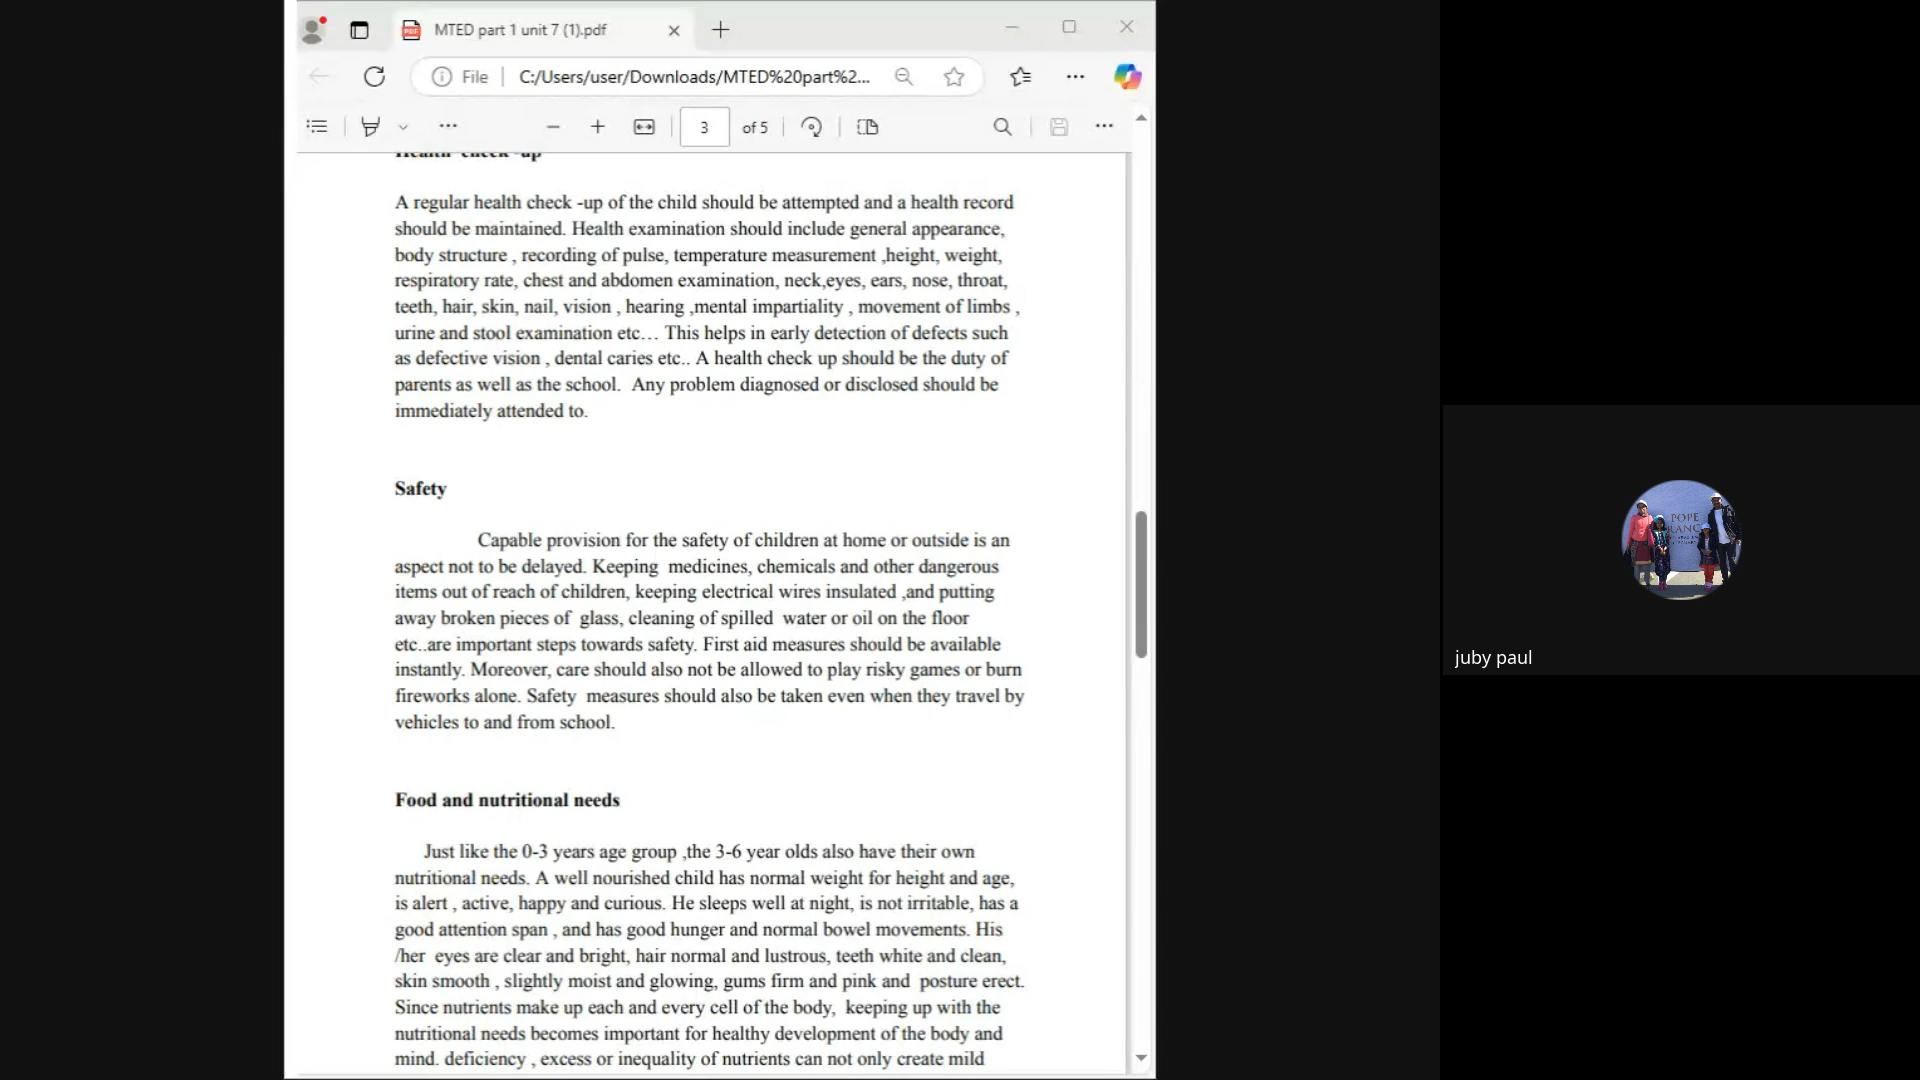 MTED part 1 unit 7 (1).pdf
File
C:/Users/user/Downloads/MTED%20part%2...
3 of 5
Health check -up
A regular health check -up of the child should be attempted and a health record
should be maintained. Health examination should include general appearance,
body structure , recording of pulse, temperature measurement ,height, weight,
respiratory rate, chest and abdomen examination, neck,eyes, ears, nose, throat,
teeth, hair, skin, nail, vision , hearing ,mental impartiality , movement of limbs ,
urine and stool examination etc… This helps in early detection of defects such
as defective vision , dental caries etc.. A health check up should be the duty of
parents as well as the school.  Any problem diagnosed or disclosed should be
immediately attended to.
Safety
Capable provision for the safety of children at home or outside is an
aspect not to be delayed. Keeping  medicines, chemicals and other dangerous
items out of reach of children, keeping electrical wires insulated ,and putting
away broken pieces of  glass, cleaning of spilled  water or oil on the floor
etc..are important steps towards safety. First aid measures should be available
instantly. Moreover, care should also not be allowed to play risky games or burn
fireworks alone. Safety  measures should also be taken even when they travel by
vehicles to and from school.
Food and nutritional needs
Just like the 0-3 years age group ,the 3-6 year olds also have their own
nutritional needs. A well nourished child has normal weight for height and age,
is alert , active, happy and curious. He sleeps well at night, is not irritable, has a
good attention span , and has good hunger and normal bowel movements. His
/her  eyes are clear and bright, hair normal and lustrous, teeth white and clean,
skin smooth , slightly moist and glowing, gums firm and pink and  posture erect.
Since nutrients make up each and every cell of the body,  keeping up with the
nutritional needs becomes important for healthy development of the body and
mind. deficiency , excess or inequality of nutrients can not only create mild
POPE
juby paul